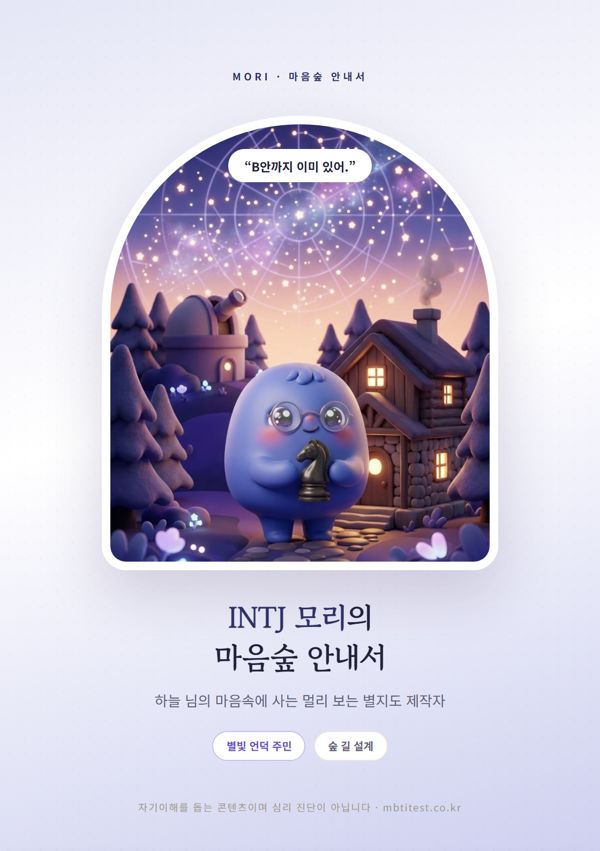 MORI · 마음숲 안내서
“B안까지 이미 있어.”
INTJ 모리의
마음숲 안내서
하늘 님의 마음속에 사는 멀리 보는 별지도 제작자
별빛 언덕 주민 숲 길 설계
자기이해를 돕는 콘텐츠이며 심리 진단이 아닙니다 · mbtitest.co.kr